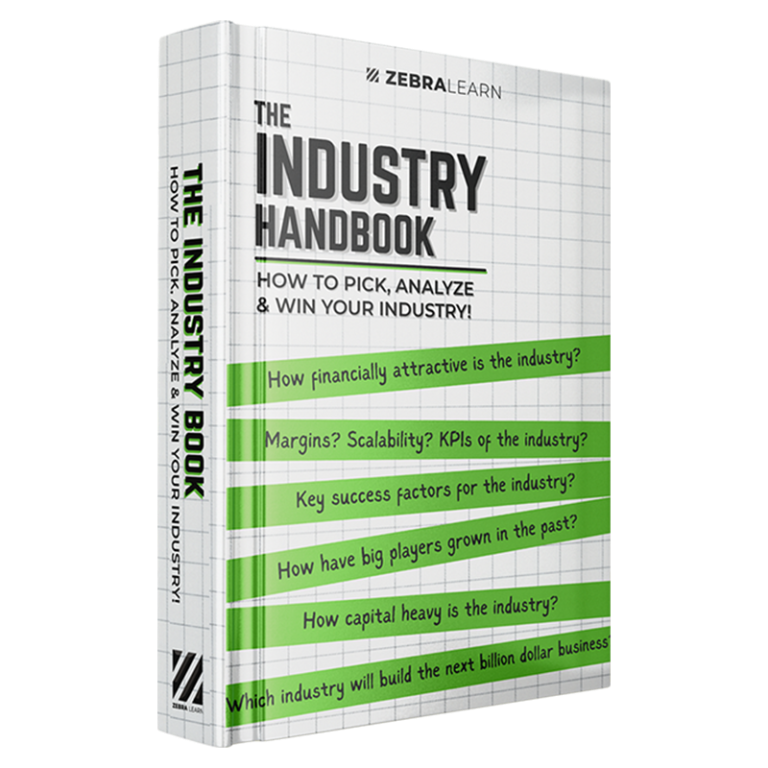 ZEBRALEARN
THE
INDUSTRY
HANDBOOK
HOW TO PICK, ANALYZE
& WIN YOUR INDUSTRY!
How financially attractive is the industry?
Margins? Scalability? KPIs of the industry?
Key success factors for the industry?
How have big players grown in the past?
How capital heavy is the industry?
Which industry will build the next billion dollar business?
THE INDUSTRY BOOK
HOW TO PICK, ANALYZE & WIN YOUR INDUSTRY!
ZEBRA LEARN